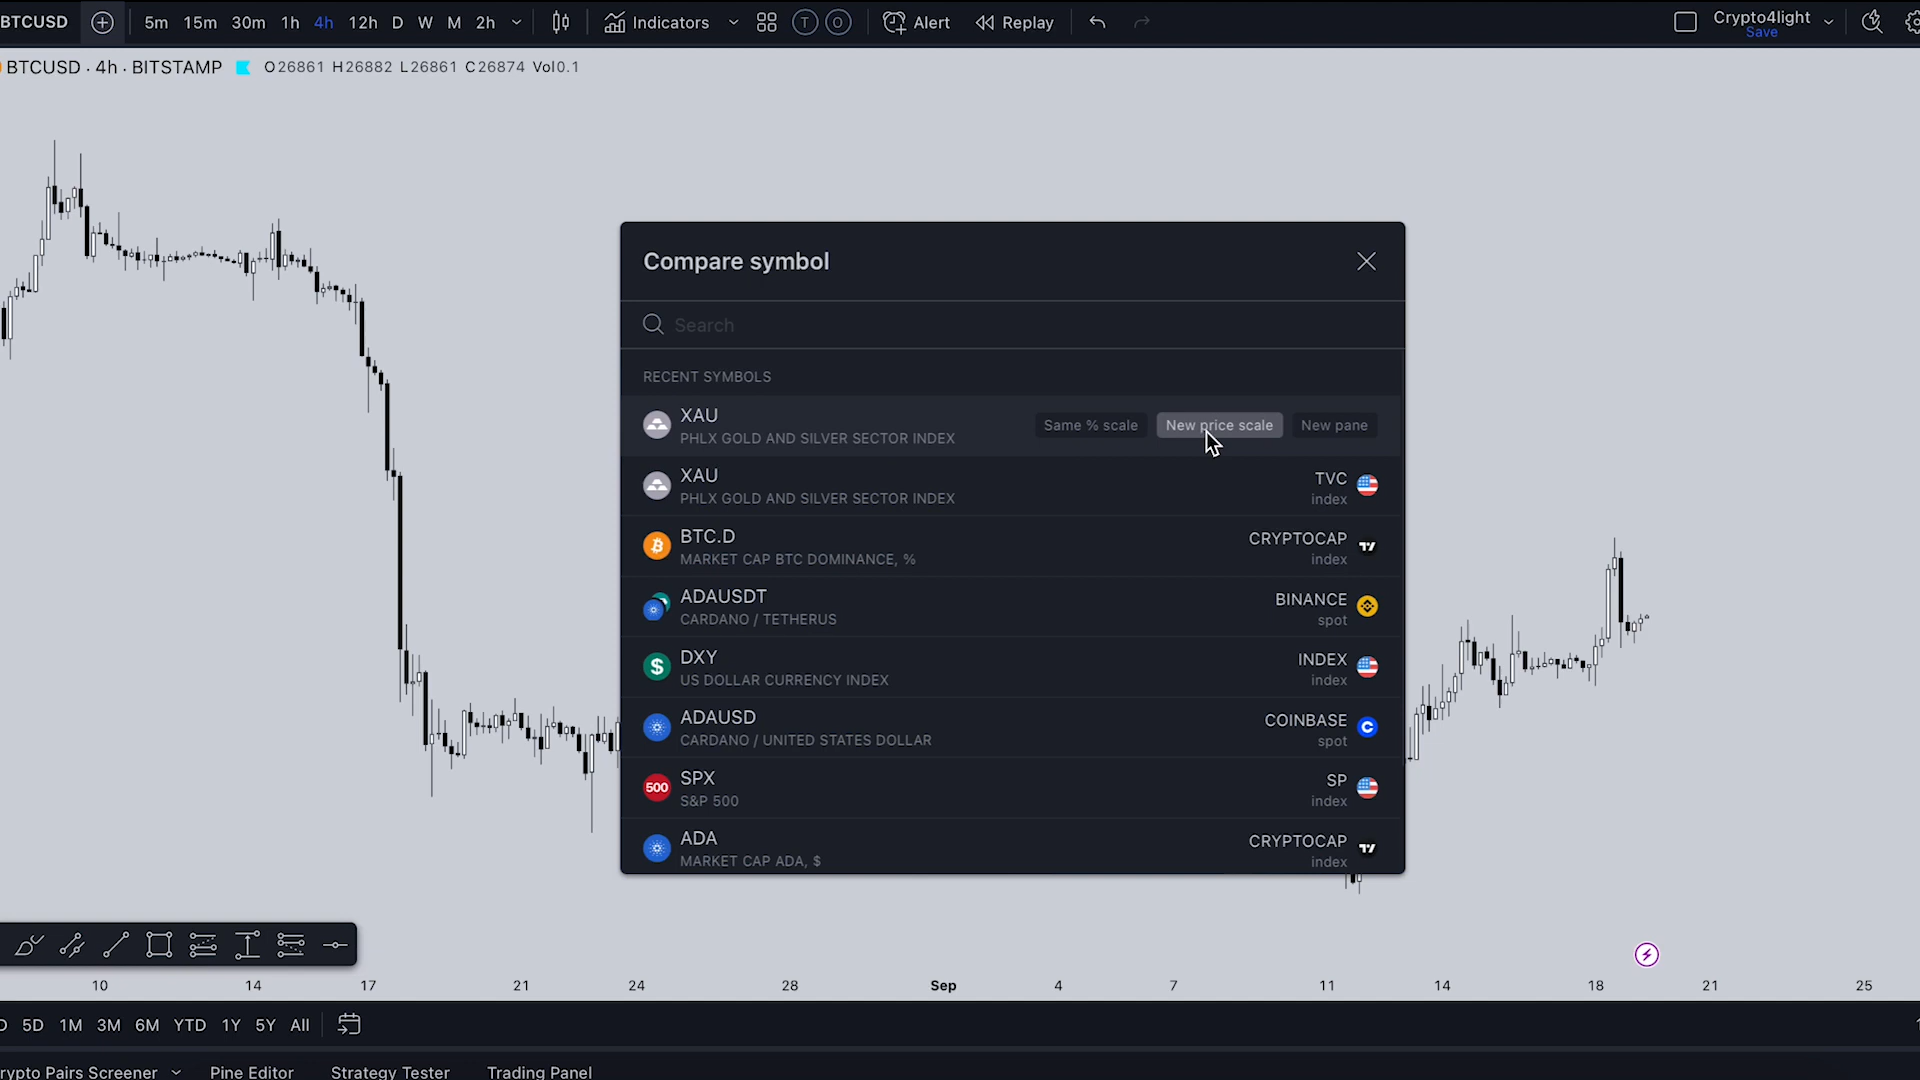 BTCUSD 5m 15m 30m 1h 4h 12h D W M 2h Indicators T O Alert Replay Crypto4light
Save
BTCUSD · 4h · BITSTAMP O26861 H26882 L26861 C26874 Vol0.1
Compare symbol
Search
RECENT SYMBOLS
XAU
PHLX GOLD AND SILVER SECTOR INDEX
Same % scale New price scale New pane
XAU
PHLX GOLD AND SILVER SECTOR INDEX
TVC
index
BTC.D
MARKET CAP BTC DOMINANCE, %
CRYPTOCAP
index
ADAUSDT
CARDANO / TETHERUS
BINANCE
spot
DXY
US DOLLAR CURRENCY INDEX
INDEX
index
ADAUSD
CARDANO / UNITED STATES DOLLAR
COINBASE
spot
500
SPX
S&P 500
SP
index
ADA
MARKET CAP ADA, $
CRYPTOCAP
index
10 14 17 21 24 28 Sep 4 7 11 14 18 21 25
D 5D 1M 3M 6M YTD 1Y 5Y All
rypto Pairs Screener Pine Editor Strategy Tester Trading Panel